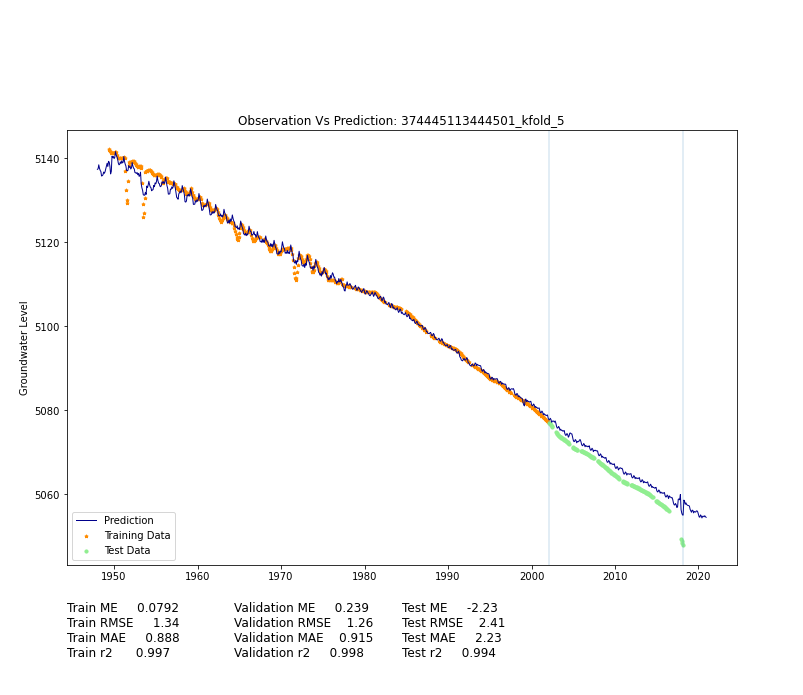 Observation Vs Prediction: 374445113444501_kfold_5
5140
5120
5100
5080
5060
Groundwater Level
Prediction
Training Data
Test Data
1950 1960 1970 1980 1990 2000 2010 2020
Train ME 0.0792 Validation ME 0.239 Test ME -2.23
Train RMSE 1.34 Validation RMSE 1.26 Test RMSE 2.41
Train MAE 0.888 Validation MAE 0.915 Test MAE 2.23
Train r2 0.997 Validation r2 0.998 Test r2 0.994